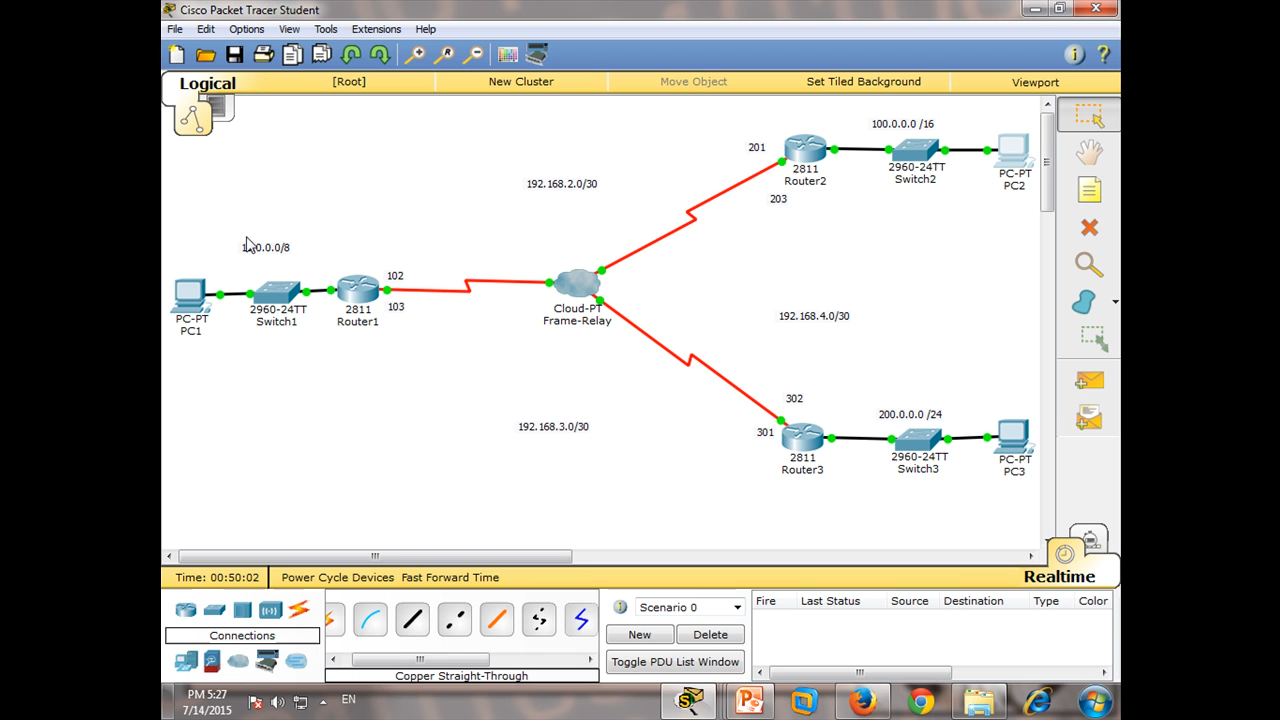 Cisco Packet Tracer Student
File Edit Options View Tools Extensions Help
Logical [Root] New Cluster Move Object Set Tiled Background Viewport
100.0.0.0 /16
201
2811
Router2
2960-24TT
Switch2
PC-PT
PC2
192.168.2.0/30
203
102
103
PC-PT
PC1
2960-24TT
Switch1
2811
Router1
Cloud-PT
Frame-Relay
192.168.4.0/30
302
200.0.0.0 /24
301
192.168.3.0/30
2811
Router3
2960-24TT
Switch3
PC-PT
PC3
Time: 00:50:02 Power Cycle Devices Fast Forward Time Realtime
Scenario 0
Fire Last Status Source Destination Type Color
Connections
New Delete
Toggle PDU List Window
Copper Straight-Through
PM 5:27
7/14/2015
EN